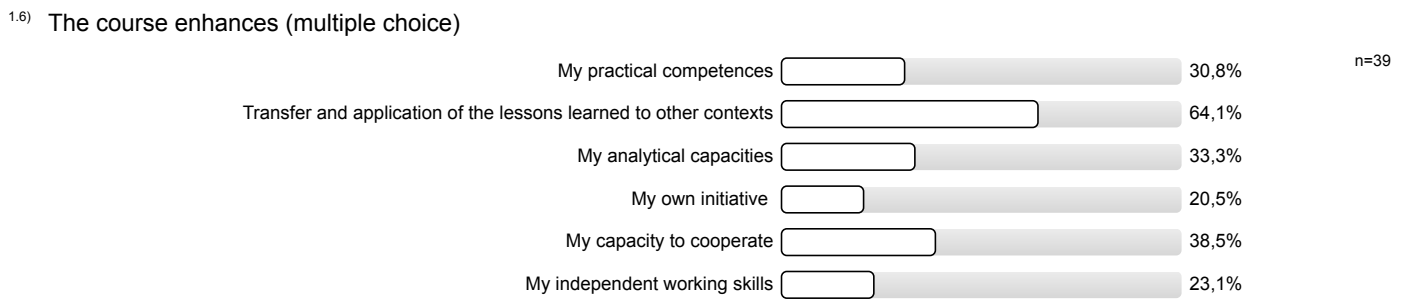 1.6) The course enhances (multiple choice)
n=39
My practical competences 30,8%
Transfer and application of the lessons learned to other contexts 64,1%
My analytical capacities 33,3%
My own initiative 20,5%
My capacity to cooperate 38,5%
My independent working skills 23,1%